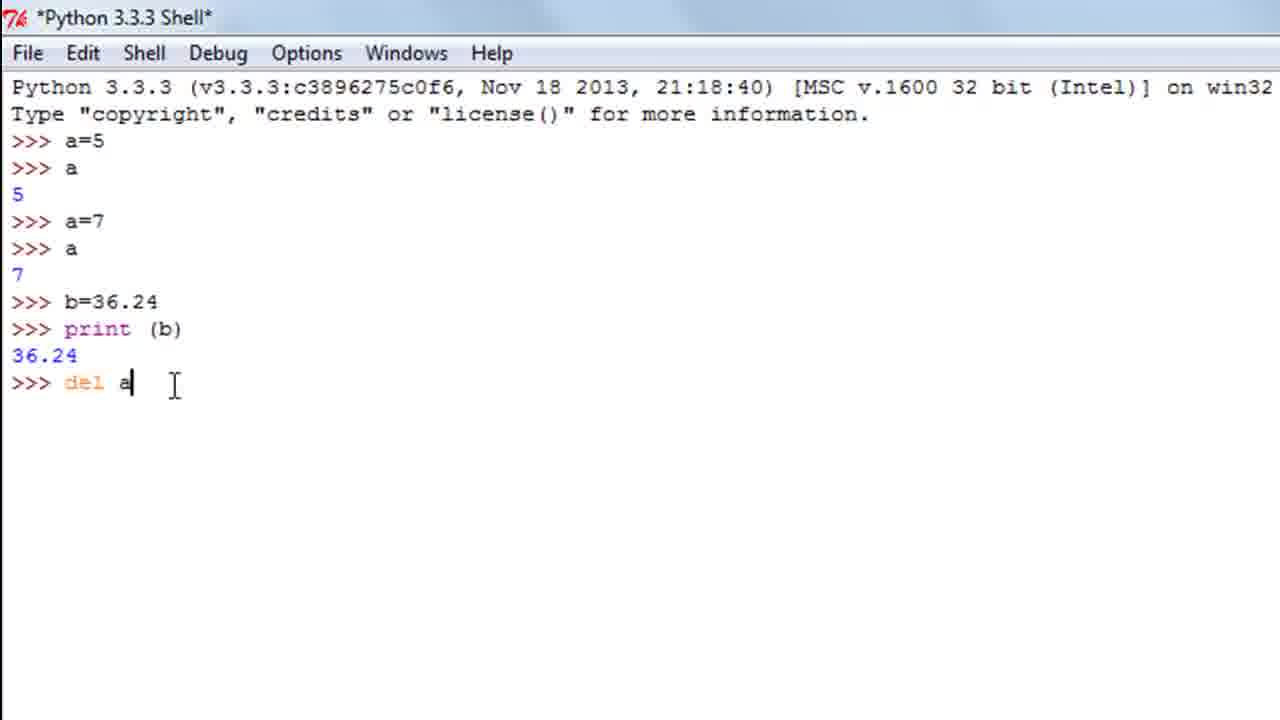 *Python 3.3.3 Shell*
File Edit Shell Debug Options Windows Help
Python 3.3.3 (v3.3.3:c3896275c0f6, Nov 18 2013, 21:18:40) [MSC v.1600 32 bit (Intel)] on win32
Type "copyright", "credits" or "license()" for more information.
>>> a=5
>>> a
5
>>> a=7
>>> a
7
>>> b=36.24
>>> print (b)
36.24
>>> del a